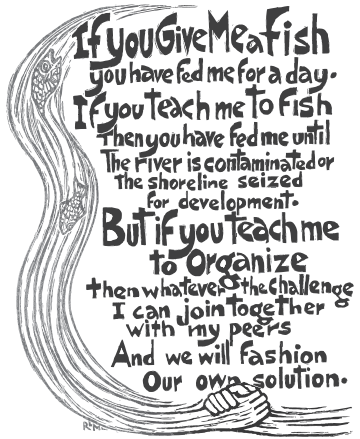 If you Give Me a Fish
you have fed me for a day.
If you Teach me To Fish
Then you have fed me until
The river is contaminated or
The shoreline seized
for development.
But if you teach me
to Organize
then whatever the challenge
I can join together
with my peers
And we will fashion
Our own solution.
RLM